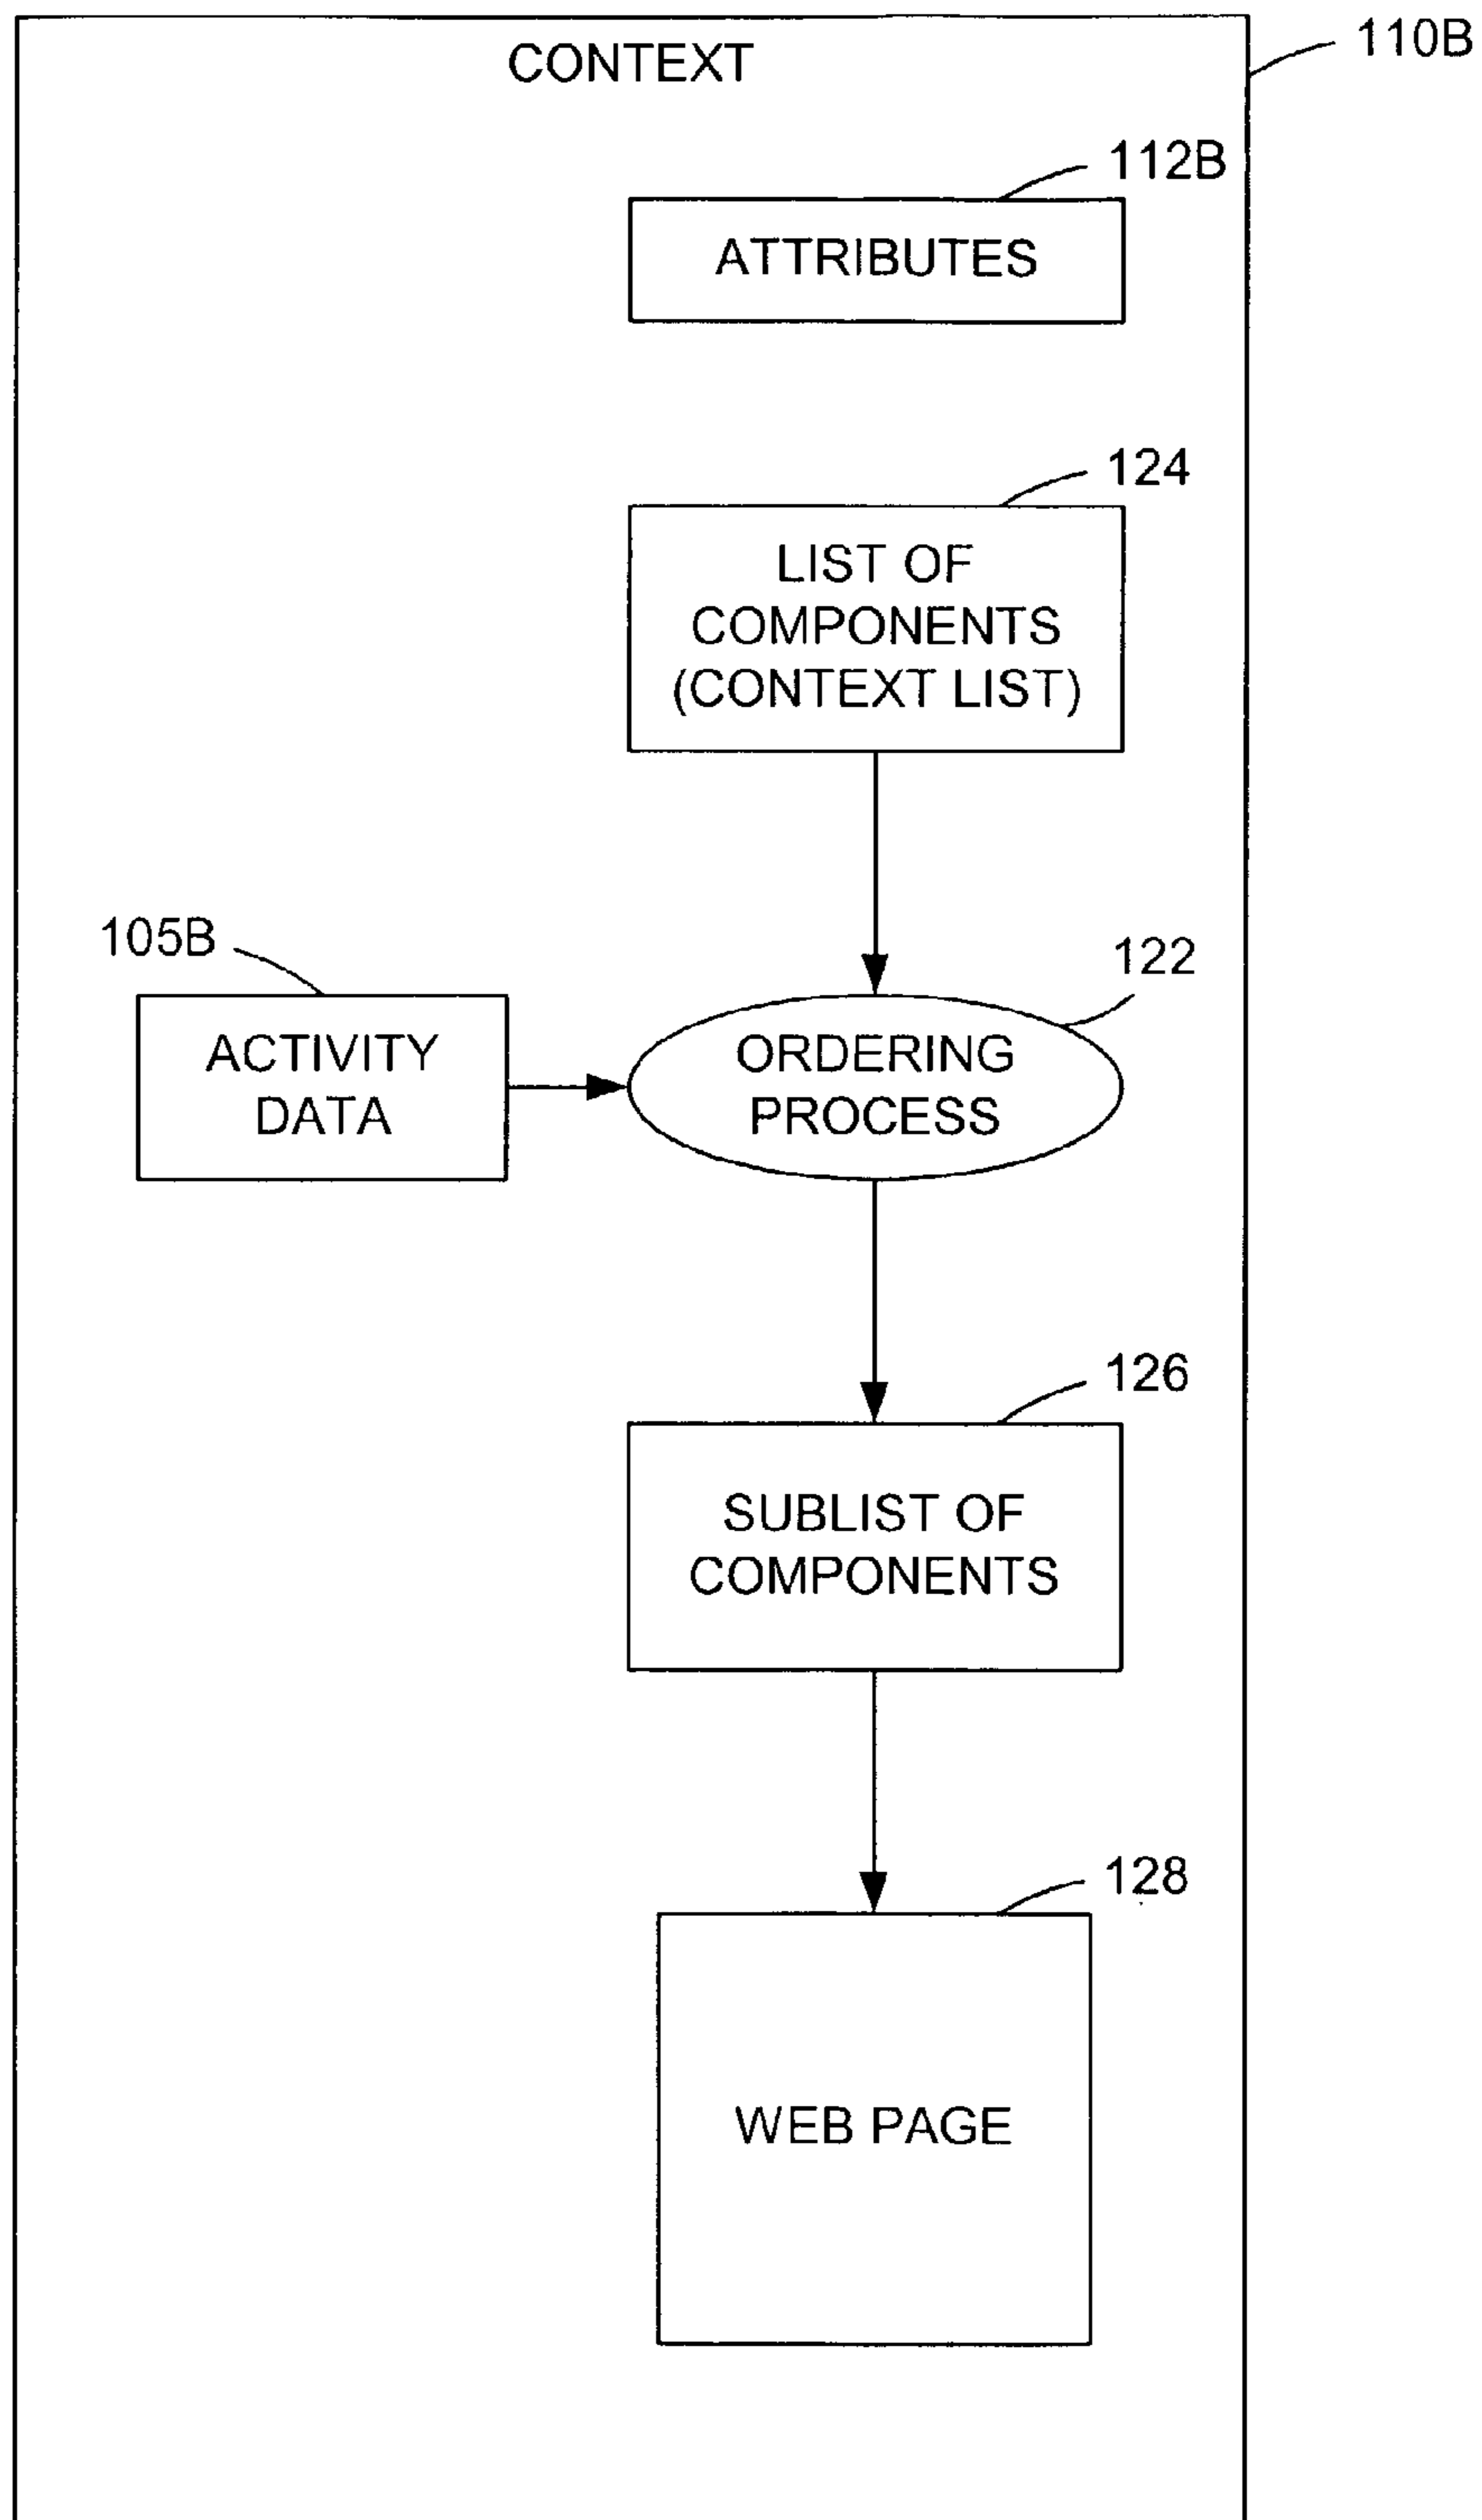 CONTEXT
110B
112B
ATTRIBUTES
124
LIST OF
COMPONENTS
(CONTEXT LIST)
105B
122
ACTIVITY
DATA
ORDERING
PROCESS
126
SUBLIST OF
COMPONENTS
128
WEB PAGE